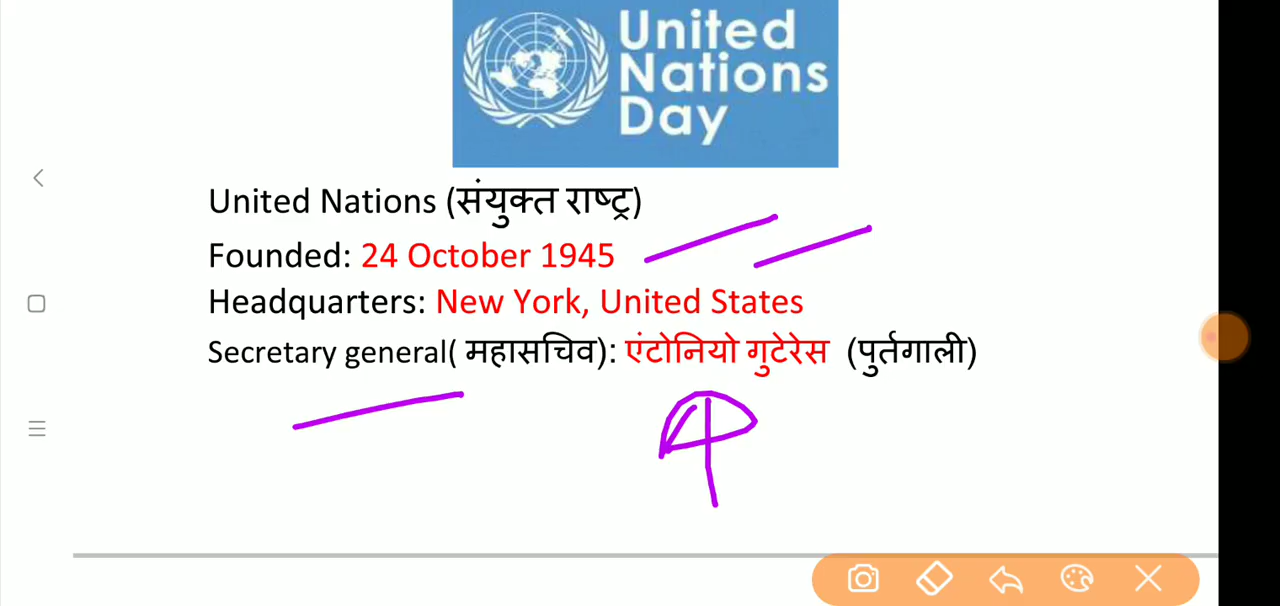 United
Nations
Day
United Nations (संयुक्त राष्ट्र)
Founded: 24 October 1945
Headquarters: New York, United States
Secretary general( महासचिव): एंटोनियो गुटेरेस (पुर्तगाली)